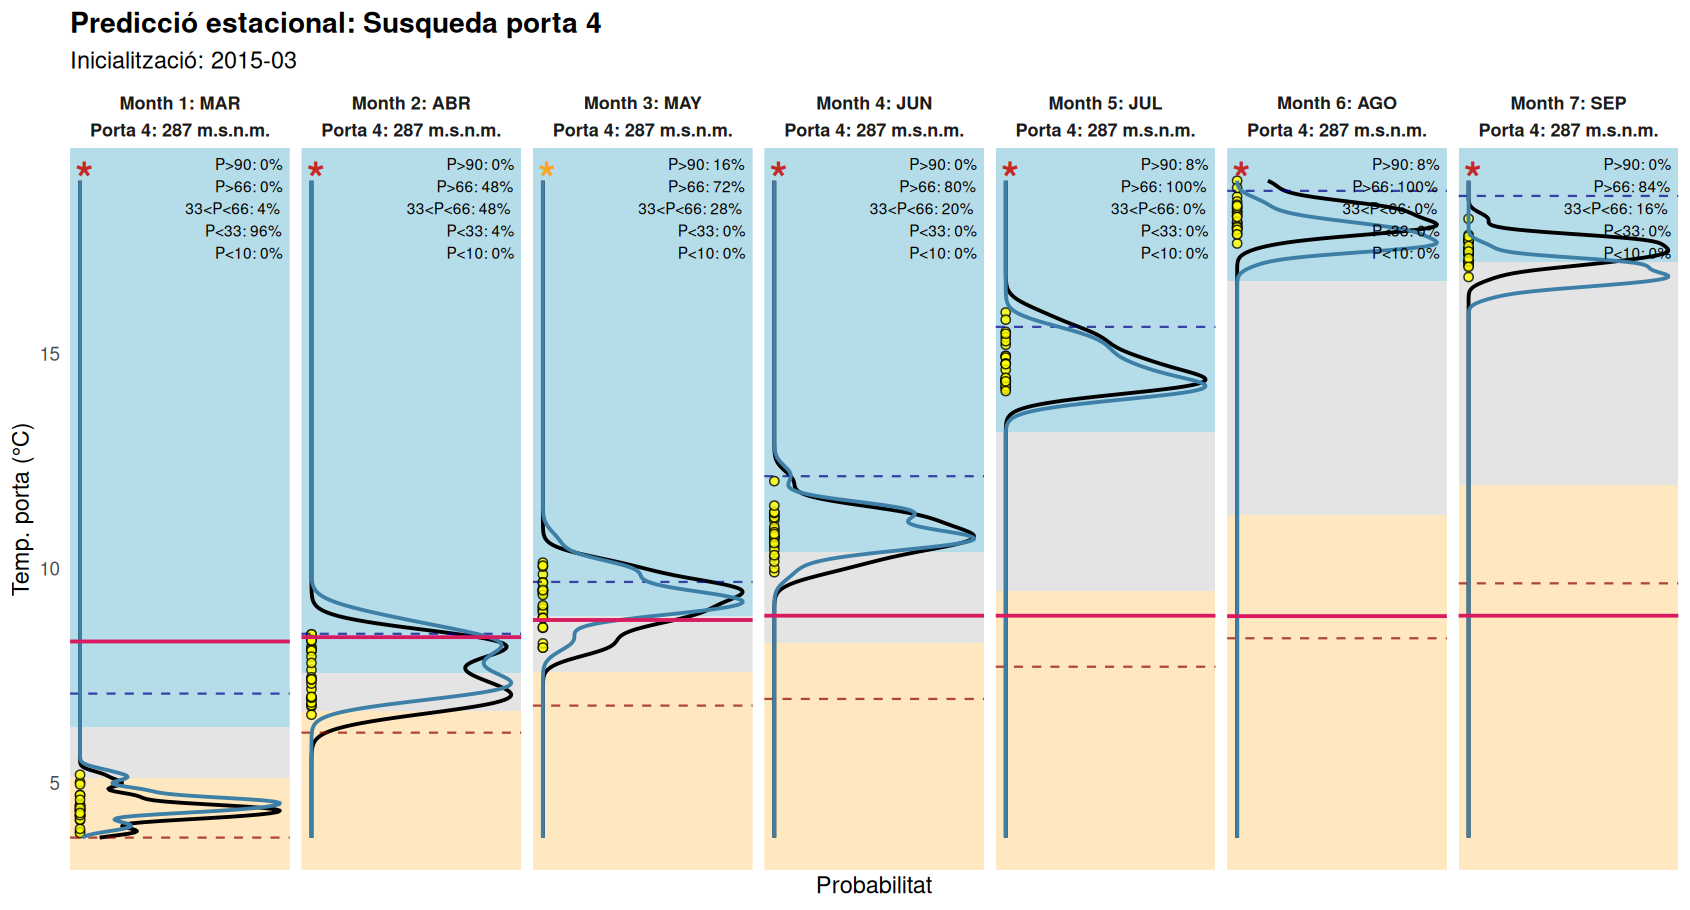 Predicció estacional: Susqueda porta 4
Inicialització: 2015-03
Month 1: MAR
Porta 4: 287 m.s.n.m.
Month 2: ABR
Porta 4: 287 m.s.n.m.
Month 3: MAY
Porta 4: 287 m.s.n.m.
Month 4: JUN
Porta 4: 287 m.s.n.m.
Month 5: JUL
Porta 4: 287 m.s.n.m.
Month 6: AGO
Porta 4: 287 m.s.n.m.
Month 7: SEP
Porta 4: 287 m.s.n.m.
*
P>90: 0%
P>66: 0%
33<P<66: 4%
P<33: 96%
P<10: 0%
*
P>90: 0%
P>66: 48%
33<P<66: 48%
P<33: 4%
P<10: 0%
*
P>90: 16%
P>66: 72%
33<P<66: 28%
P<33: 0%
P<10: 0%
*
P>90: 0%
P>66: 80%
33<P<66: 20%
P<33: 0%
P<10: 0%
*
P>90: 8%
P>66: 100%
33<P<66: 0%
P<33: 0%
P<10: 0%
*
P>90: 8%
P>66: 100%
33<P<66: 0%
P<33: 0%
P<10: 0%
*
P>90: 0%
P>66: 84%
33<P<66: 16%
P<33: 0%
P<10: 0%
15
10
5
Temp. porta (°C)
Probabilitat